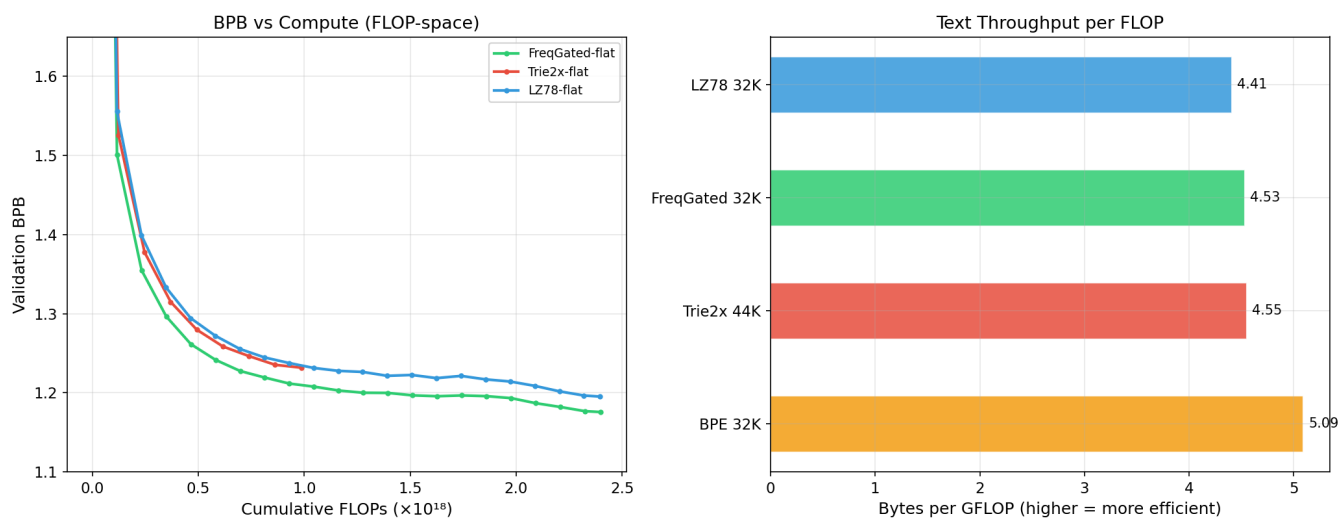 BPB vs Compute (FLOP-space)
FreqGated-flat
Trie2x-flat
LZ78-flat
1.6
1.5
1.4
1.3
1.2
1.1
Validation BPB
0.0 0.5 1.0 1.5 2.0 2.5
Cumulative FLOPs (×10¹⁸)
Text Throughput per FLOP
LZ78 32K 4.41
FreqGated 32K 4.53
Trie2x 44K 4.55
BPE 32K 5.09
0 1 2 3 4 5
Bytes per GFLOP (higher = more efficient)